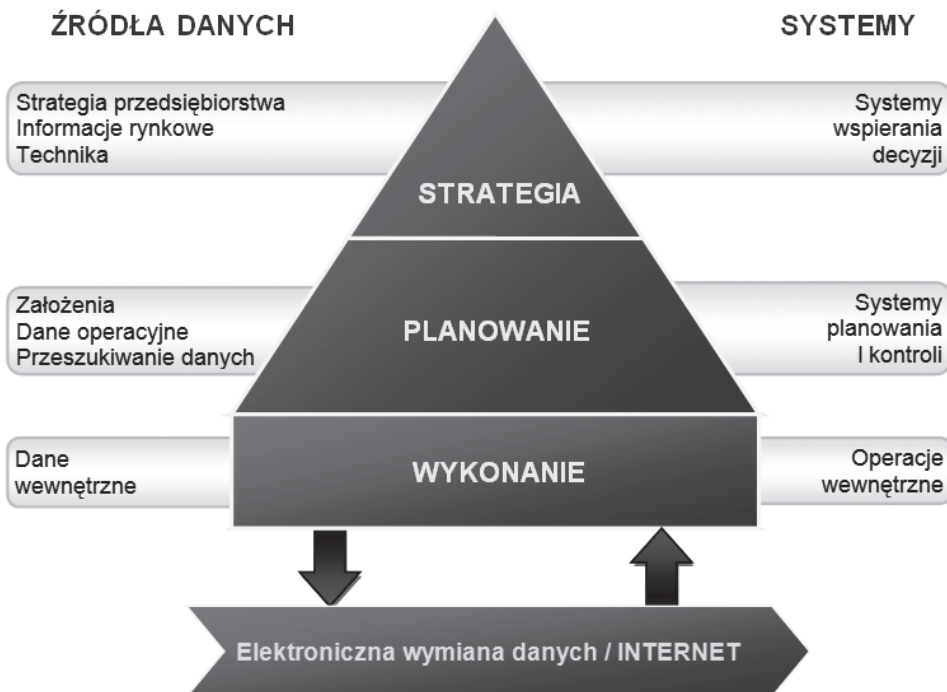 ŹRÓDŁA DANYCH
SYSTEMY
Strategia przedsiębiorstwa
Informacje rynkowe
Technika
STRATEGIA
Systemy
wspierania
decyzji
Założenia
Dane operacyjne
Przeszukiwanie danych
PLANOWANIE
Systemy
planowania
I kontroli
Dane
wewnętrzne
WYKONANIE
Operacje
wewnętrzne
Elektroniczna wymiana danych / INTERNET